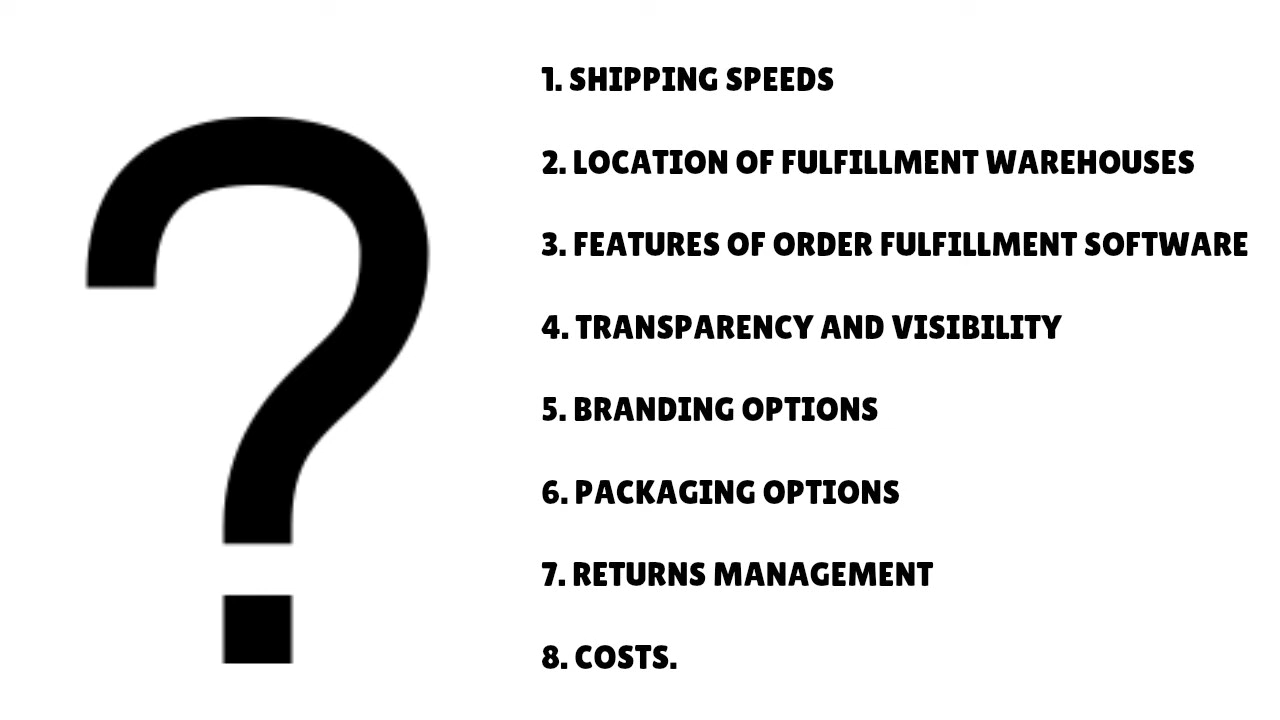 1. SHIPPING SPEEDS
2. LOCATION OF FULFILLMENT WAREHOUSES
3. FEATURES OF ORDER FULFILLMENT SOFTWARE
4. TRANSPARENCY AND VISIBILITY
5. BRANDING OPTIONS
6. PACKAGING OPTIONS
7. RETURNS MANAGEMENT
8. COSTS.